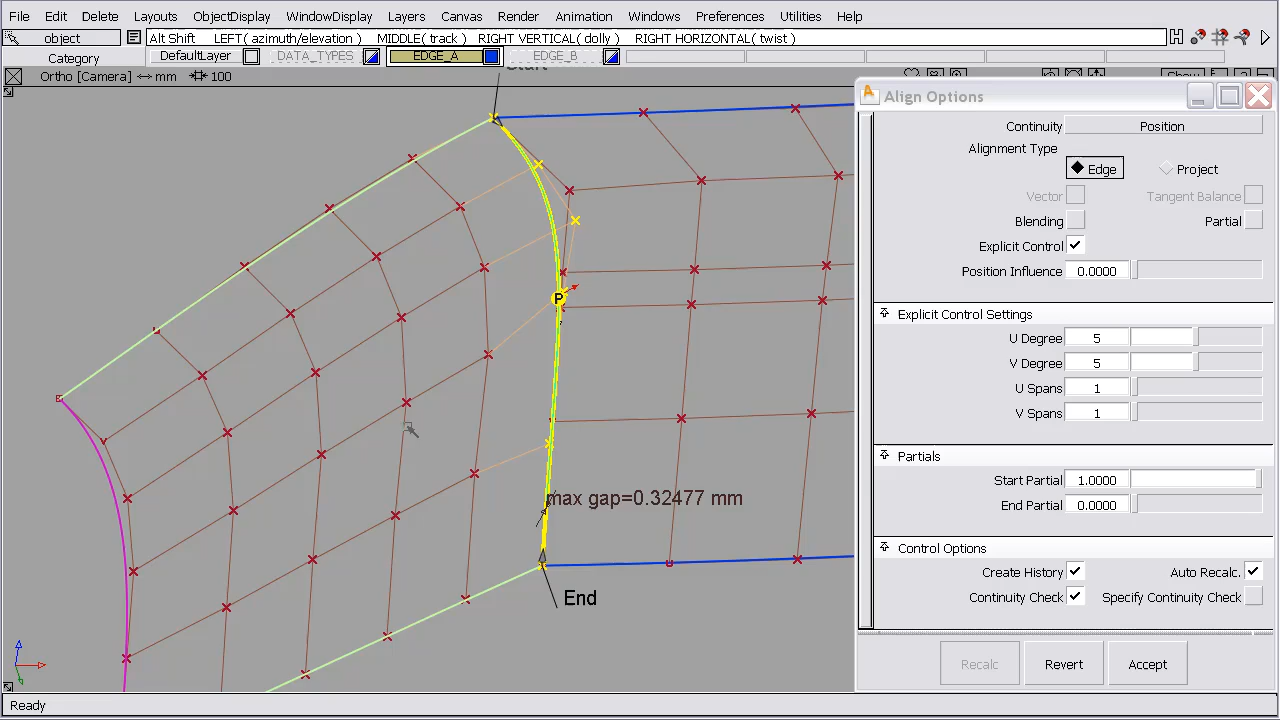 File Edit Delete Layouts ObjectDisplay WindowDisplay Layers Canvas Render Animation Windows Preferences Utilities Help
object Alt Shift LEFT( azimuth/elevation ) MIDDLE( track ) RIGHT VERTICAL( dolly ) RIGHT HORIZONTAL( twist )
Category DefaultLayer DATA_TYPES EDGE_A EDGE_B
Ortho [Camera] mm 100 Show
Start
P
max gap=0.32477 mm
End
Align Options
Continuity Position
Alignment Type
Edge Project
Vector Tangent Balance
Blending Partial
Explicit Control
Position Influence 0.0000
Explicit Control Settings
U Degree 5
V Degree 5
U Spans 1
V Spans 1
Partials
Start Partial 1.0000
End Partial 0.0000
Control Options
Create History Auto Recalc.
Continuity Check Specify Continuity Check
Recalc Revert Accept
Ready